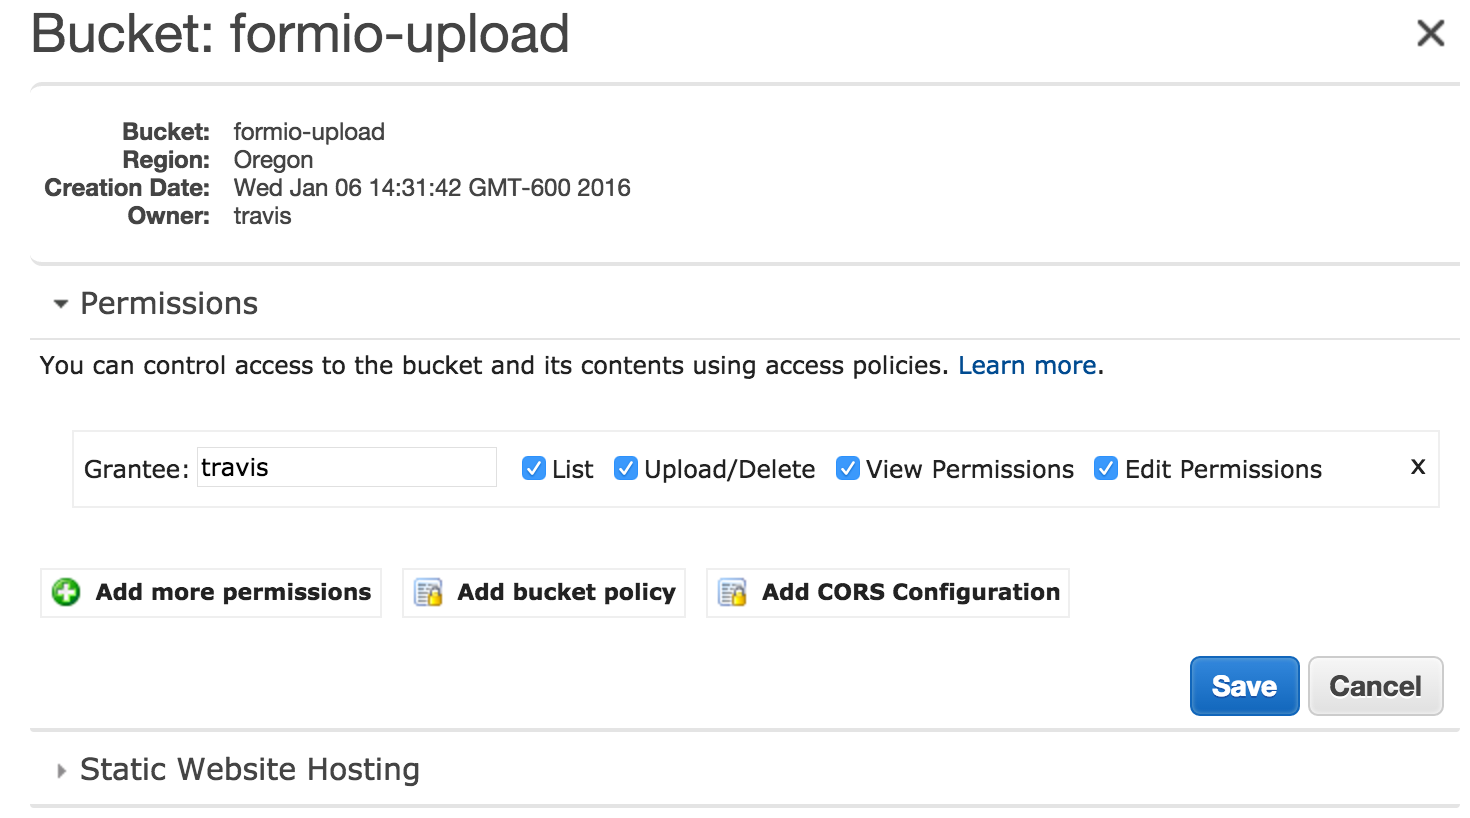 Bucket: formio-upload
Bucket: formio-upload
Region: Oregon
Creation Date: Wed Jan 06 14:31:42 GMT-600 2016
Owner: travis
Permissions
You can control access to the bucket and its contents using access policies. Learn more.
Grantee: travis List Upload/Delete View Permissions Edit Permissions x
Add more permissions Add bucket policy Add CORS Configuration
Save Cancel
Static Website Hosting